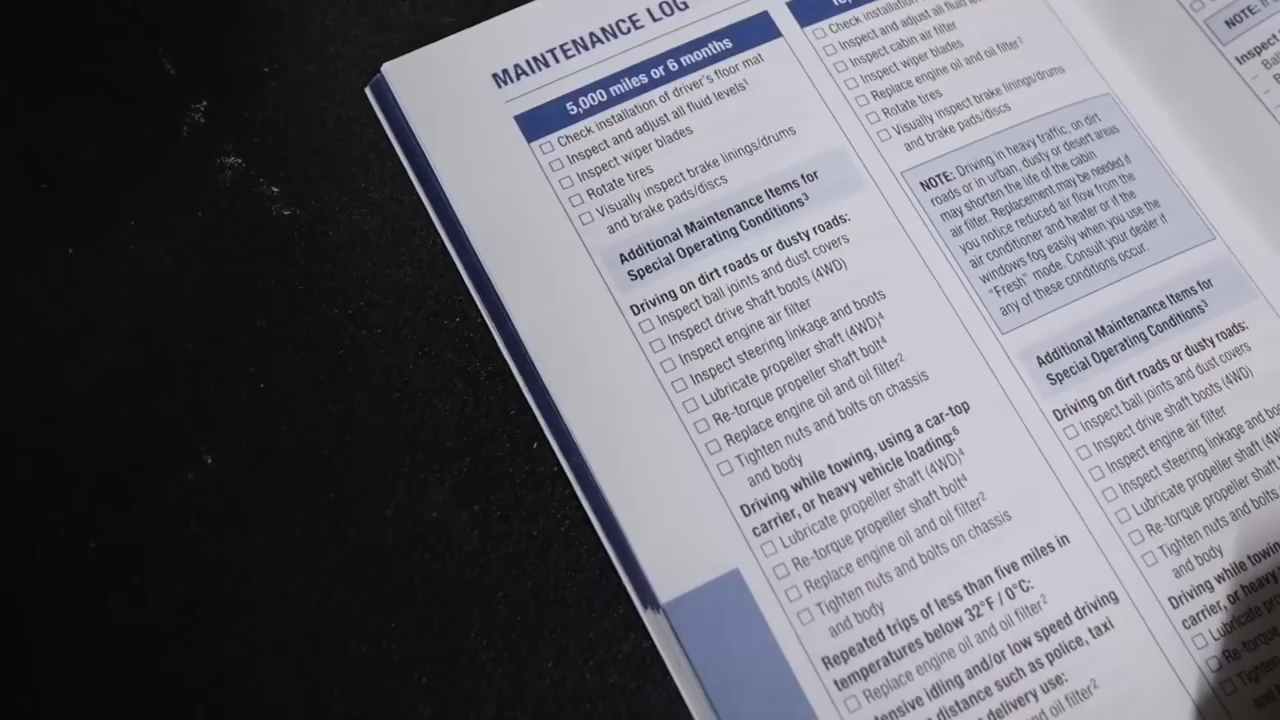 MAINTENANCE LOG
5,000 miles or 6 months
Check installation of driver's floor mat
Inspect and adjust all fluid levels¹
Inspect wiper blades
Rotate tires
Visually inspect brake linings/drums
and brake pads/discs
Additional Maintenance Items for
Special Operating Conditions³
Driving on dirt roads or dusty roads:
Inspect ball joints and dust covers
Inspect drive shaft boots (4WD)
Inspect engine air filter
Inspect steering linkage and boots
Lubricate propeller shaft (4WD)⁴
Re-torque propeller shaft bolt⁴
Replace engine oil and oil filter²
Tighten nuts and bolts on chassis
and body
Driving while towing, using a car-top
carrier, or heavy vehicle loading:⁶
Lubricate propeller shaft (4WD)⁴
Re-torque propeller shaft bolt⁴
Replace engine oil and oil filter²
Tighten nuts and bolts on chassis
and body
Repeated trips of less than five miles in
temperatures below 32°F / 0°C:
Replace engine oil and oil filter²
idling and/or low speed driving
distance such as police, taxi
delivery use:
oil filter²
Check installation
Inspect and adjust all fluid
Inspect cabin air filter
Inspect wiper blades
Replace engine oil and oil filter²
Rotate tires
Visually inspect brake linings/drums
and brake pads/discs
NOTE: Driving in heavy traffic, on dirt
roads or in urban, dusty or desert areas
may shorten the life of the cabin
air filter. Replacement may be needed if
you notice reduced air flow from the
air conditioner and heater or if the
windows fog easily when you use the
"Fresh" mode. Consult your dealer if
any of these conditions occur.
Additional Maintenance Items for
Special Operating Conditions³
Driving on dirt roads or dusty roads:
Inspect ball joints and dust covers
Inspect drive shaft boots (4WD)
Inspect engine air filter
Inspect steering linkage and
Lubricate propeller shaft
Re-torque propeller shaft
Tighten nuts and bolts
and body
Driving while
carrier, or
Lubricate
Re-torque
Tighten
NOTE:
Inspect